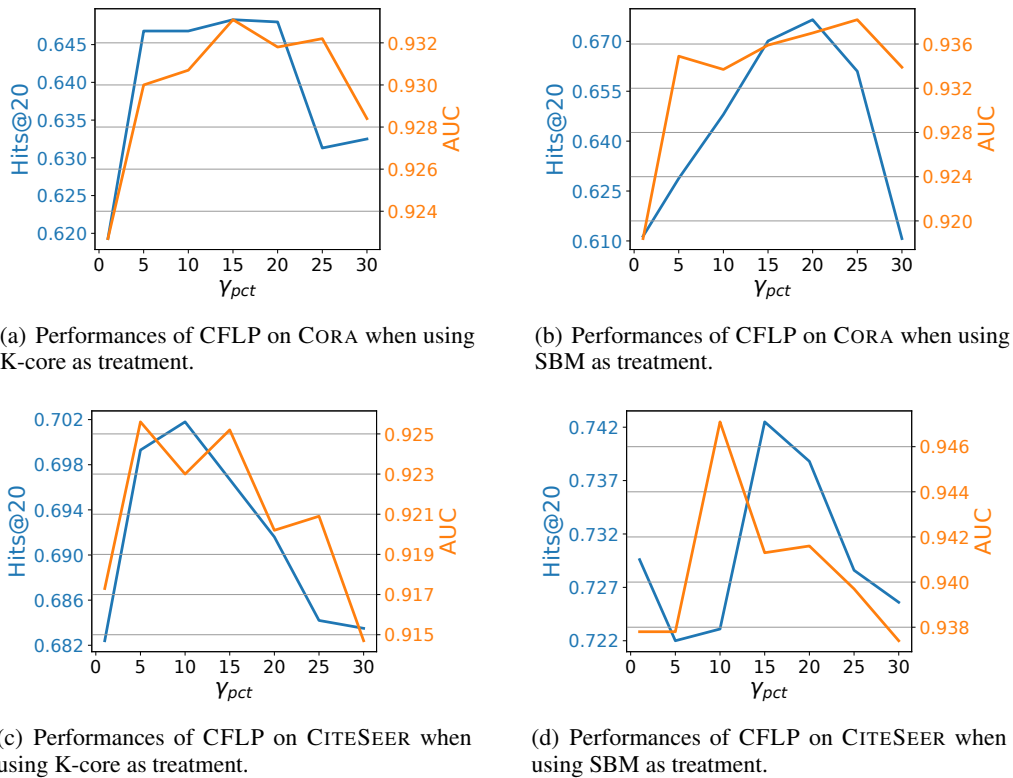 0.645
0.640
0.635
0.630
0.625
0.620
Hits@20
0.932
0.930
0.928
0.926
0.924
AUC
0 5 10 15 20 25 30
γpct
0.670
0.655
0.640
0.625
0.610
Hits@20
0.936
0.932
0.928
0.924
0.920
AUC
0 5 10 15 20 25 30
γpct
(a) Performances of CFLP on CORA when using
K-core as treatment.
(b) Performances of CFLP on CORA when using
SBM as treatment.
0.702
0.698
0.694
0.690
0.686
0.682
Hits@20
0.925
0.923
0.921
0.919
0.917
0.915
AUC
0 5 10 15 20 25 30
γpct
0.742
0.737
0.732
0.727
0.722
Hits@20
0.946
0.944
0.942
0.940
0.938
AUC
0 5 10 15 20 25 30
γpct
(c) Performances of CFLP on CITESEER when
using K-core as treatment.
(d) Performances of CFLP on CITESEER when
using SBM as treatment.